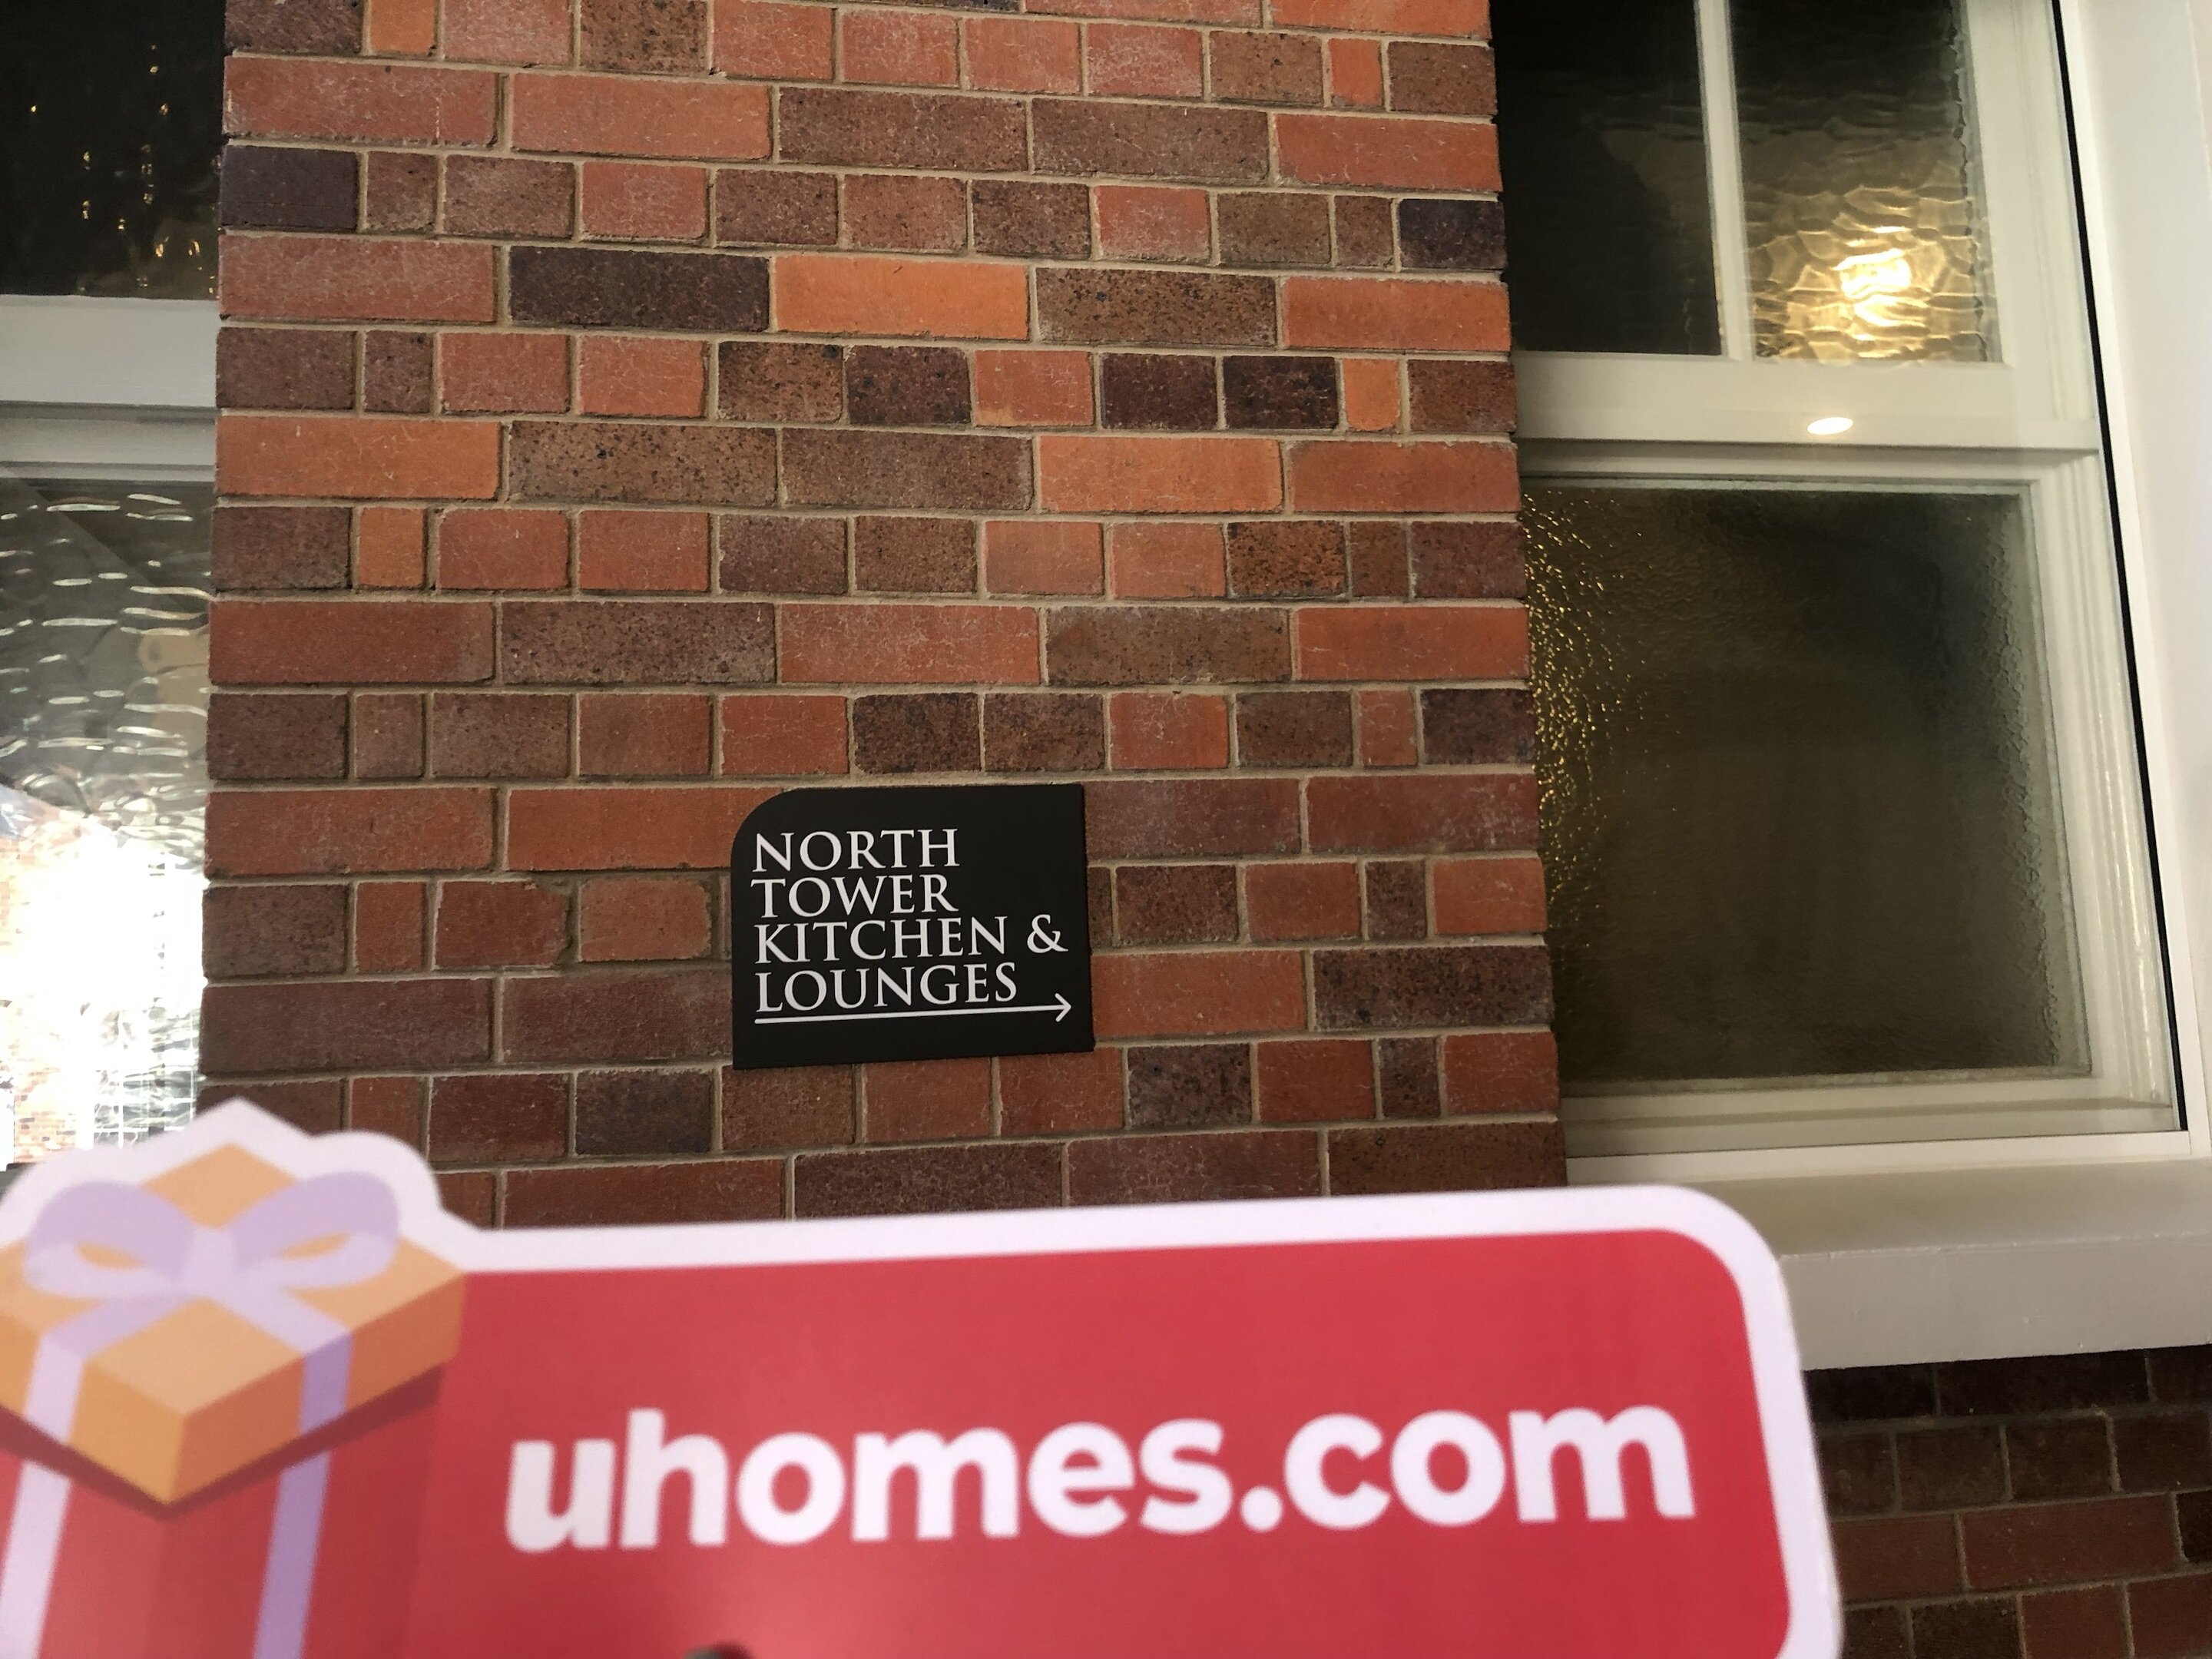 NORTH
TOWER
KITCHEN &
LOUNGES
uhomes.com